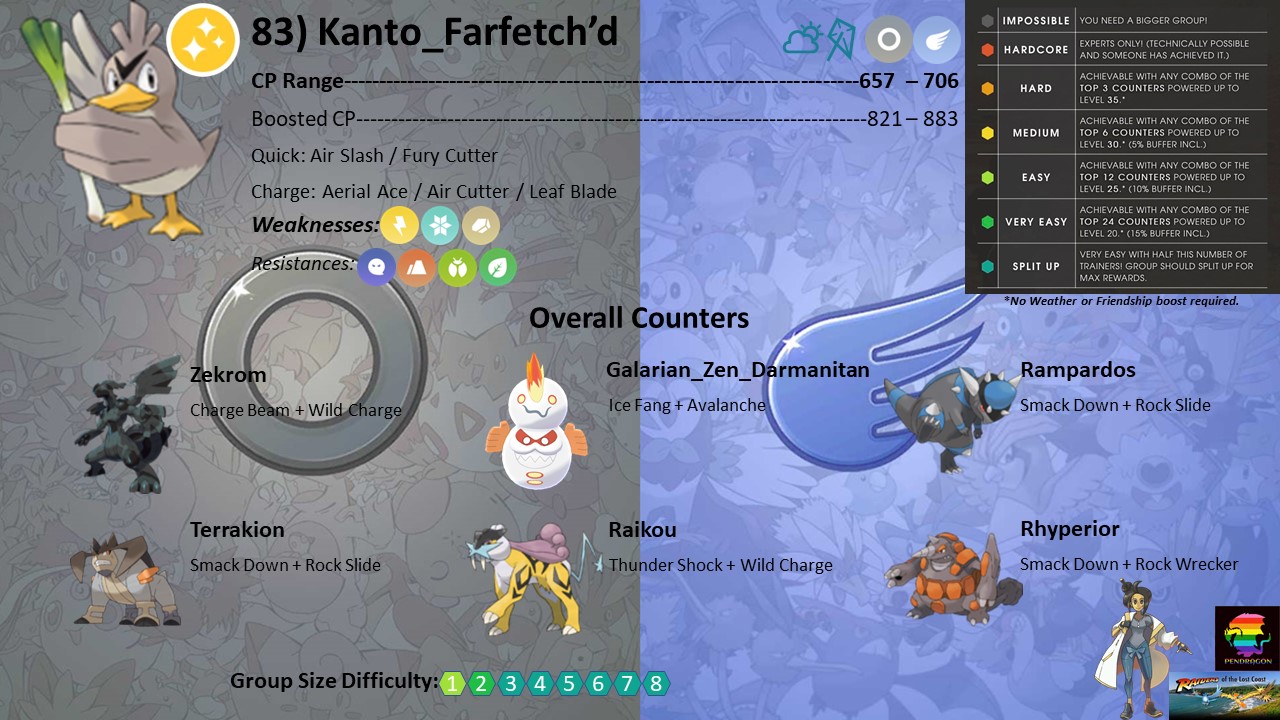 83) Kanto_Farfetch’d
CP Range----------------------------------------------------------------------------657 – 706
Boosted CP-------------------------------------------------------------------------821 – 883
Quick: Air Slash / Fury Cutter
Charge: Aerial Ace / Air Cutter / Leaf Blade
Weaknesses:
Resistances:
IMPOSSIBLE YOU NEED A BIGGER GROUP!
HARDCORE EXPERTS ONLY! (TECHNICALLY POSSIBLE
AND SOMEONE HAS ACHIEVED IT.)
HARD ACHIEVABLE WITH ANY COMBO OF THE
TOP 3 COUNTERS POWERED UP TO
LEVEL 35.*
MEDIUM ACHIEVABLE WITH ANY COMBO OF THE
TOP 6 COUNTERS POWERED UP TO
LEVEL 30.* (5% BUFFER INCL.)
EASY ACHIEVABLE WITH ANY COMBO OF THE
TOP 12 COUNTERS POWERED UP TO
LEVEL 25.* (10% BUFFER INCL.)
VERY EASY ACHIEVABLE WITH ANY COMBO OF THE
TOP 24 COUNTERS POWERED UP TO
LEVEL 20.* (15% BUFFER INCL.)
SPLIT UP VERY EASY WITH HALF THIS NUMBER OF
TRAINERS! GROUP SHOULD SPLIT UP FOR
MAX REWARDS.
*No Weather or Friendship boost required.
Overall Counters
Zekrom
Charge Beam + Wild Charge
Galarian_Zen_Darmanitan
Ice Fang + Avalanche
Rampardos
Smack Down + Rock Slide
Terrakion
Smack Down + Rock Slide
Raikou
Thunder Shock + Wild Charge
Rhyperior
Smack Down + Rock Wrecker
Group Size Difficulty: 1 2 3 4 5 6 7 8
PENDRAGON
RAIDERS of the Lost Coast